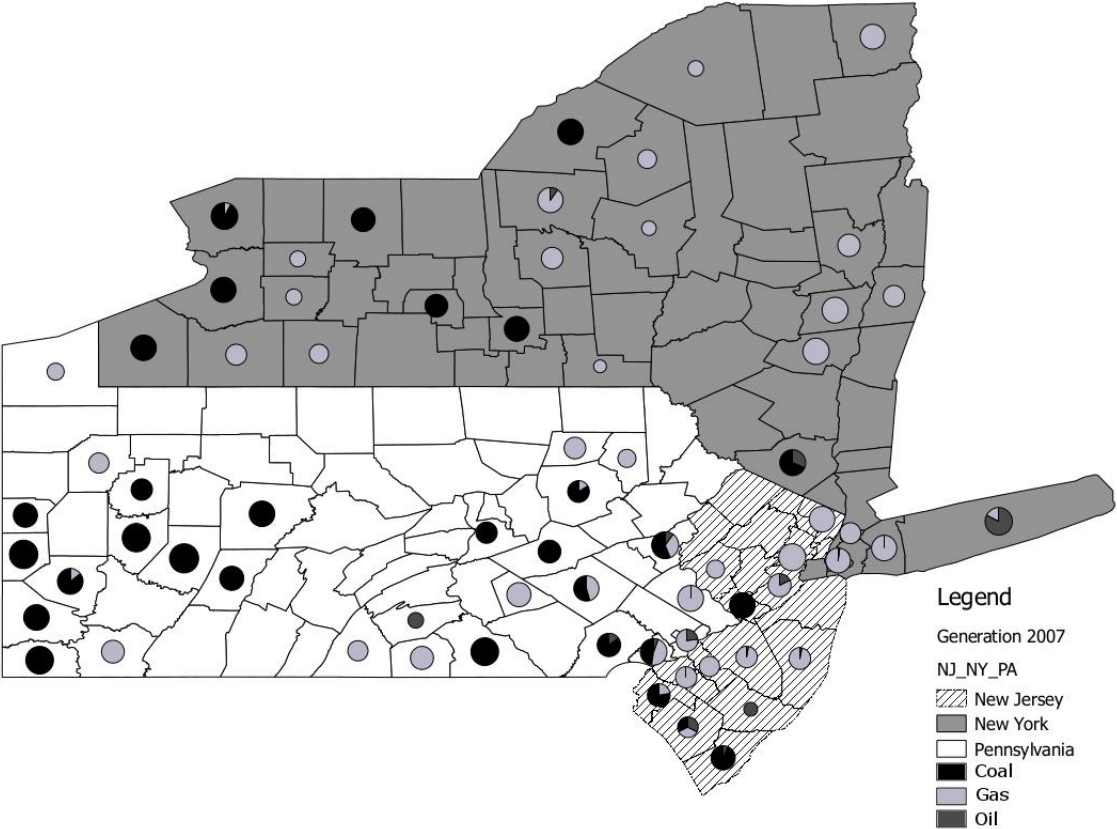 Legend
Generation 2007
NJ_NY_PA
New Jersey
New York
Pennsylvania
Coal
Gas
Oil